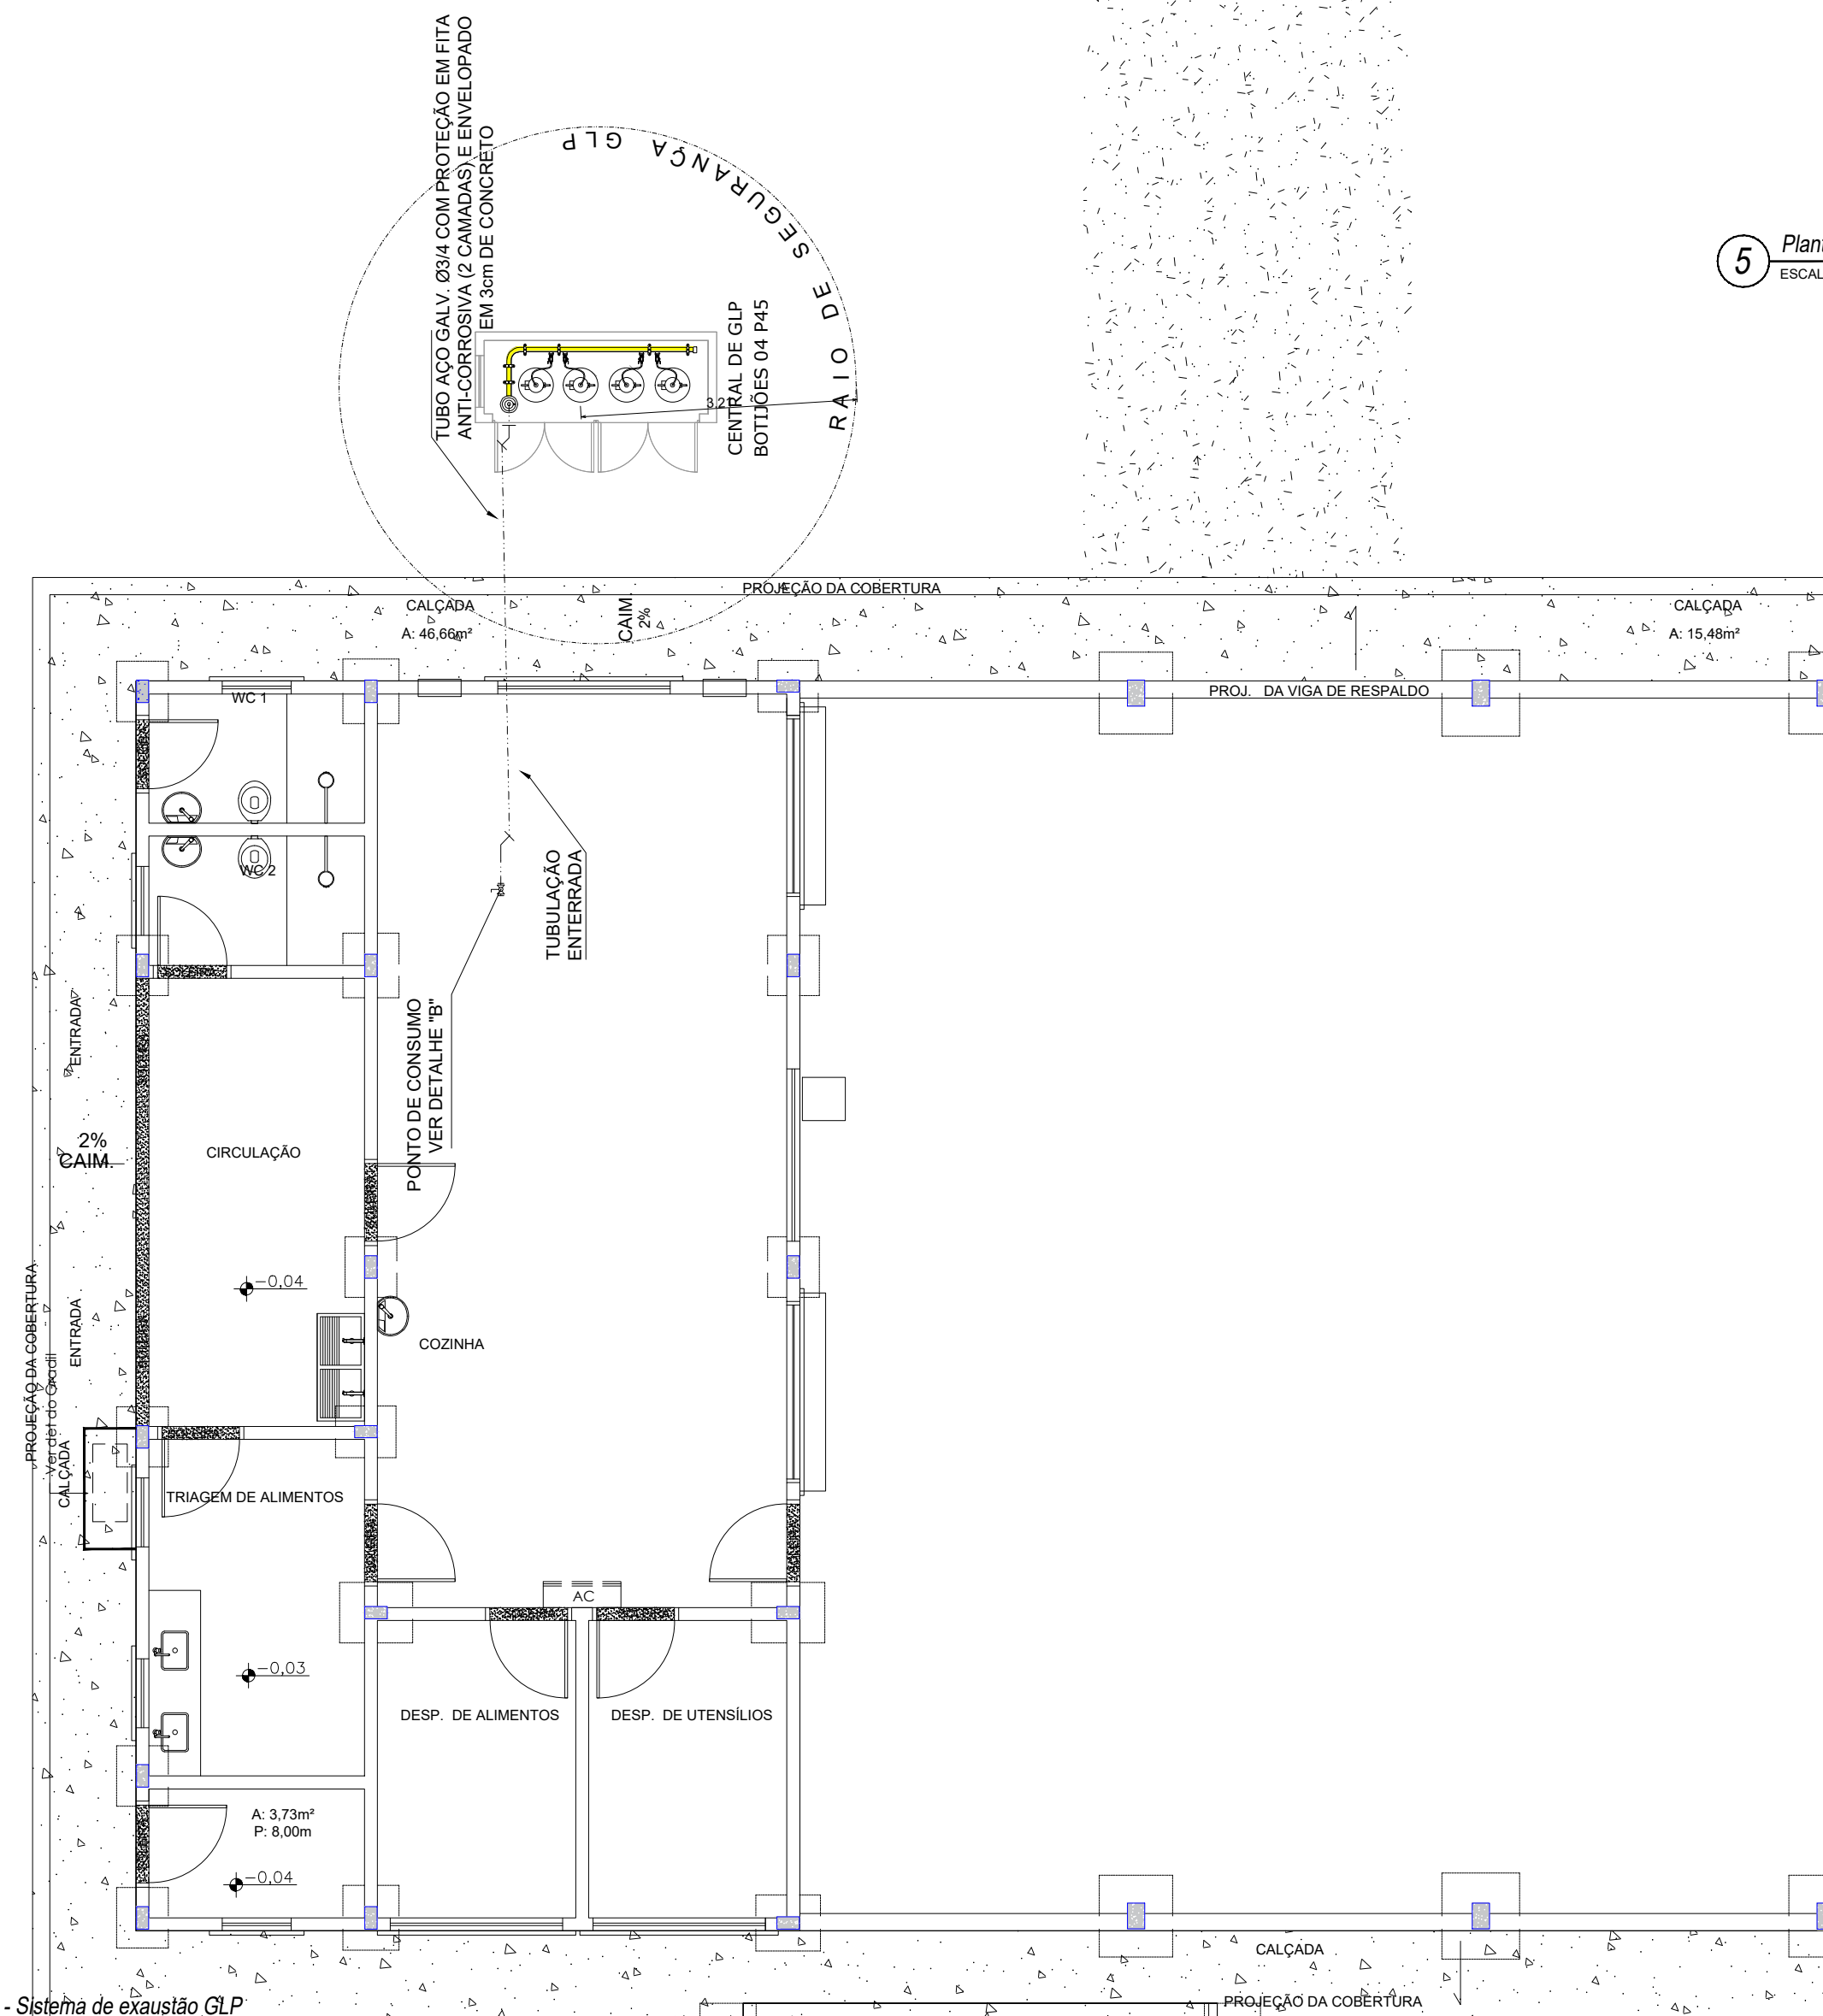 TUBO AÇO GALV. Ø3/4 COM PROTEÇÃO EM FITA
ANTI-CORROSIVA (2 CAMADAS) E ENVELOPADO
EM 3cm DE CONCRETO
RAIO DE SEGURANÇA GLP
CENTRAL DE GLP
BOTIJÕES 04 P45
3.21
5
Plant
ESCAL
PROJEÇÃO DA COBERTURA
CALÇADA
A: 46,66m²
CAIM.
2%
CALÇADA
A: 15,48m²
PROJ. DA VIGA DE RESPALDO
WC 1
WC 2
TUBULAÇÃO
ENTERRADA
PONTO DE CONSUMO
VER DETALHE "B"
ENTRADA
2%
CAIM.
CIRCULAÇÃO
-0,04
ENTRADA
COZINHA
PROJEÇÃO DA COBERTURA
Ver det do Gradil
CALÇADA
TRIAGEM DE ALIMENTOS
AC
-0,03
DESP. DE ALIMENTOS
DESP. DE UTENSÍLIOS
A: 3,73m²
P: 8,00m
-0,04
CALÇADA
PROJEÇÃO DA COBERTURA
- Sistema de exaustão GLP